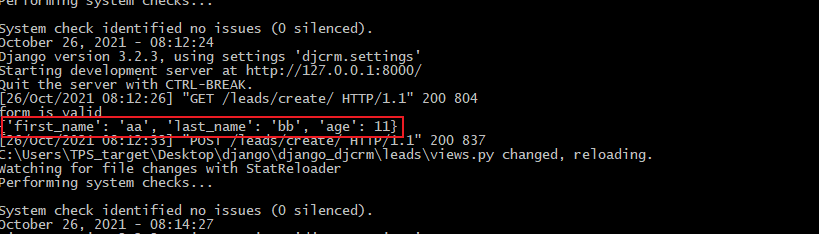 Performing system checks...
System check identified no issues (0 silenced).
October 26, 2021 - 08:12:24
Django version 3.2.3, using settings 'djcrm.settings'
Starting development server at http://127.0.0.1:8000/
Quit the server with CTRL-BREAK.
[26/Oct/2021 08:12:26] "GET /leads/create/ HTTP/1.1" 200 804
form is valid
{'first_name': 'aa', 'last_name': 'bb', 'age': 11}
[26/Oct/2021 08:12:33] "POST /leads/create/ HTTP/1.1" 200 837
C:\Users\TPS_target\Desktop\django\django_djcrm\leads\views.py changed, reloading.
Watching for file changes with StatReloader
Performing system checks...
System check identified no issues (0 silenced).
October 26, 2021 - 08:14:27